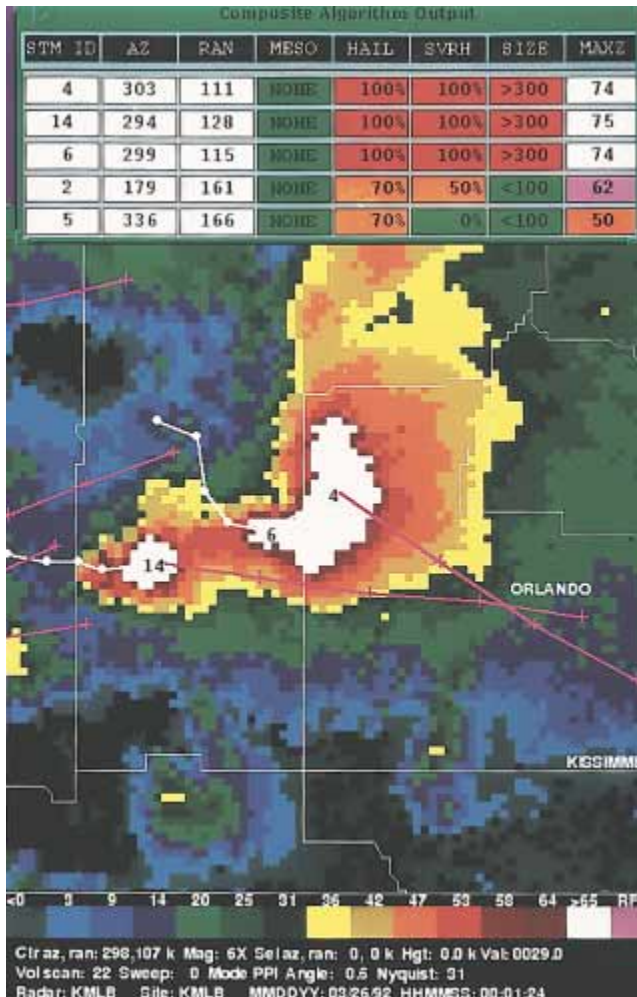 Composite Algorithm Output
STM ID AZ RAN MESO HAIL SVRH SIZE MAXZ
4 303 111 NONE 100% 100% >300 74
14 294 128 NONE 100% 100% >300 75
6 299 115 NONE 100% 100% >300 74
2 179 161 NONE 70% 50% <100 62
5 336 166 NONE 70% 0% <100 50
4
6
14
ORLANDO
KISSIMM
<0 3 9 14 20 25 31 36 42 47 53 58 64 >65 RF
Ctr az, ran: 298,107 k Mag: 6X Sel az, ran: 0, 0 k Hgt: 0.0 k Val: 0029.0
Vol scan: 22 Sweep: 0 Mode PPI Angle: 0.5 Nyquist: 31
Radar: KMLB Site: KMLB MMDDYY: 03/26/92 HHMMSS: 00:01:24